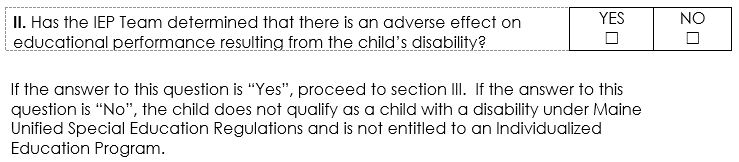 II. Has the IEP Team determined that there is an adverse effect on
educational performance resulting from the child's disability?
YES NO
☐ ☐
If the answer to this question is "Yes", proceed to section III.  If the answer to this
question is "No", the child does not qualify as a child with a disability under Maine
Unified Special Education Regulations and is not entitled to an Individualized
Education Program.